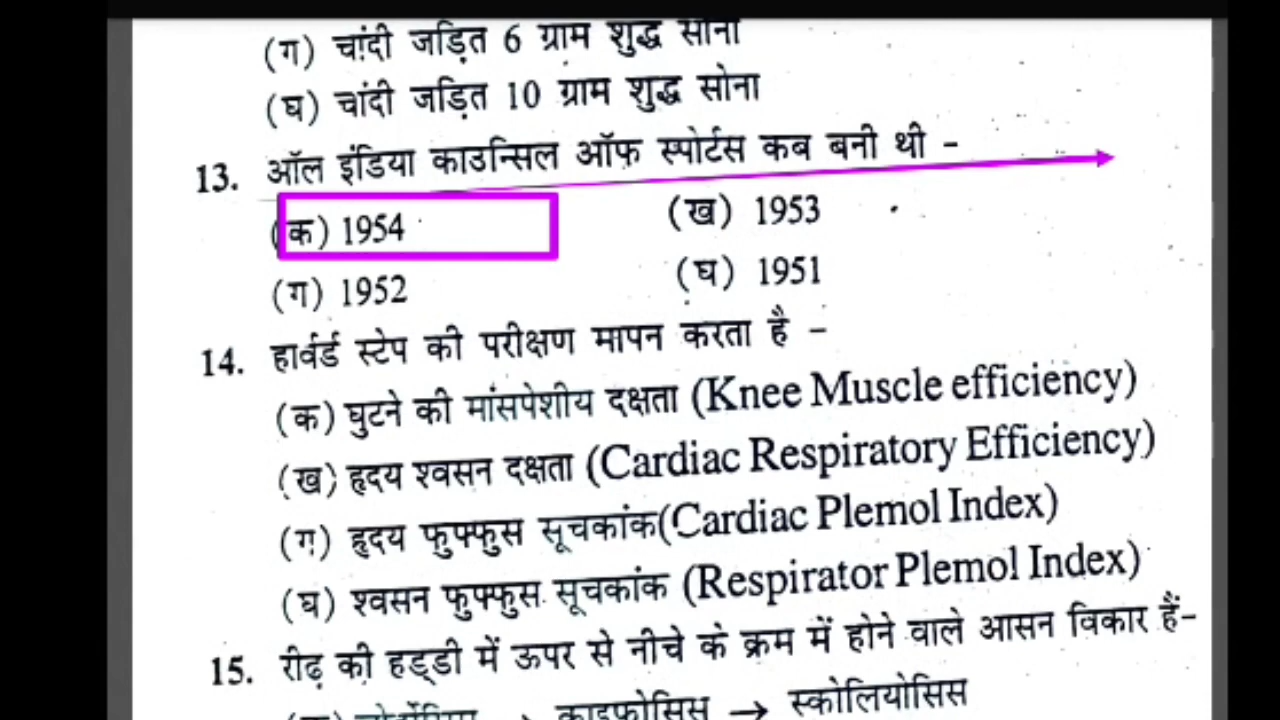 (ग) चांदी जड़ित 6 ग्राम शुद्ध सोना
(घ) चांदी जड़ित 10 ग्राम शुद्ध सोना
13. ऑल इंडिया काउन्सिल ऑफ स्पोर्टस कब बनी थी -
(क) 1954 (ख) 1953
(ग) 1952 (घ) 1951
14. हार्वर्ड स्टेप की परीक्षण मापन करता है -
(क) घुटने की मांसपेशीय दक्षता (Knee Muscle efficiency)
(ख) हृदय श्वसन दक्षता (Cardiac Respiratory Efficiency)
(ग) हृदय फुफ्फुस सूचकांक(Cardiac Plemol Index)
(घ) श्वसन फुफ्फुस सूचकांक (Respirator Plemol Index)
15. रीढ़ की हड्डी में ऊपर से नीचे के क्रम में होने वाले आसन विकार हैं-
काइफोसिस → स्कोलियोसिस